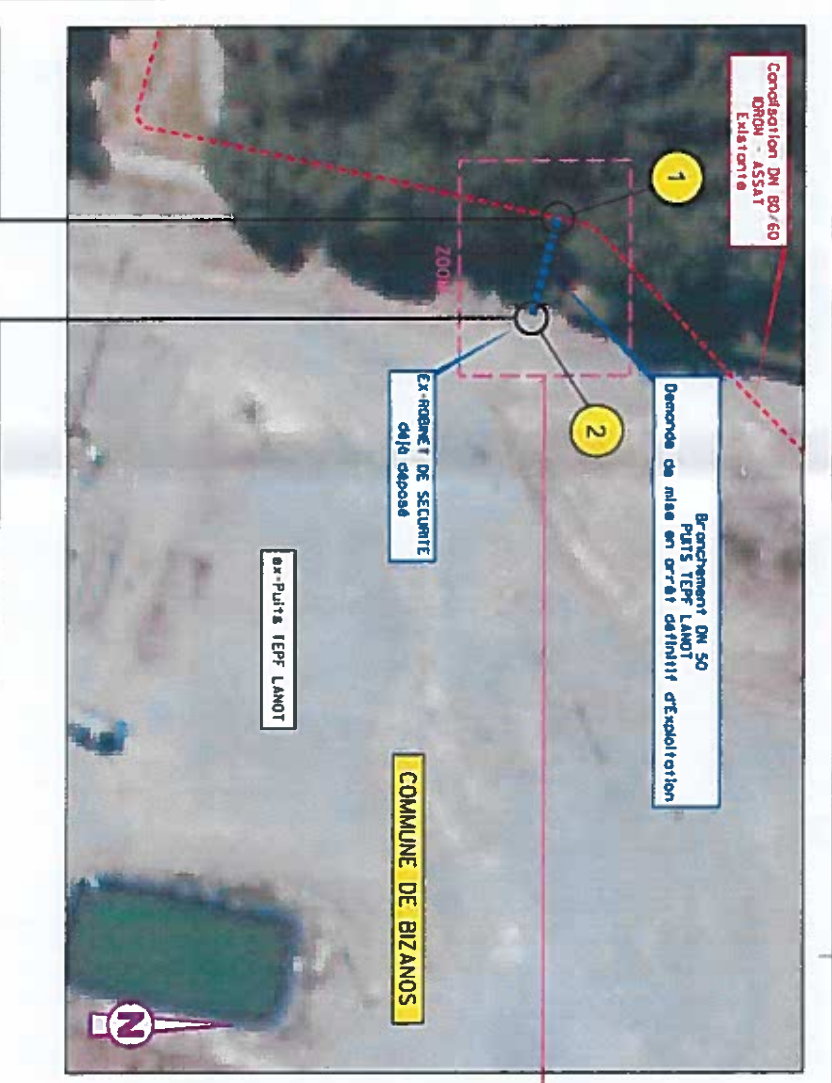 Canalisation DN 80/60
IDRON - ASSAT
Existante
1
ZOOM
Branchement DN 50
PUITS TEPF LANOT
Demande de mise en arrêt définitif d'Exploitation
2
EX-ROBINET DE SECURITE
déjà déposé
ex-Puits TEPF LANOT
COMMUNE DE BIZANOS
N